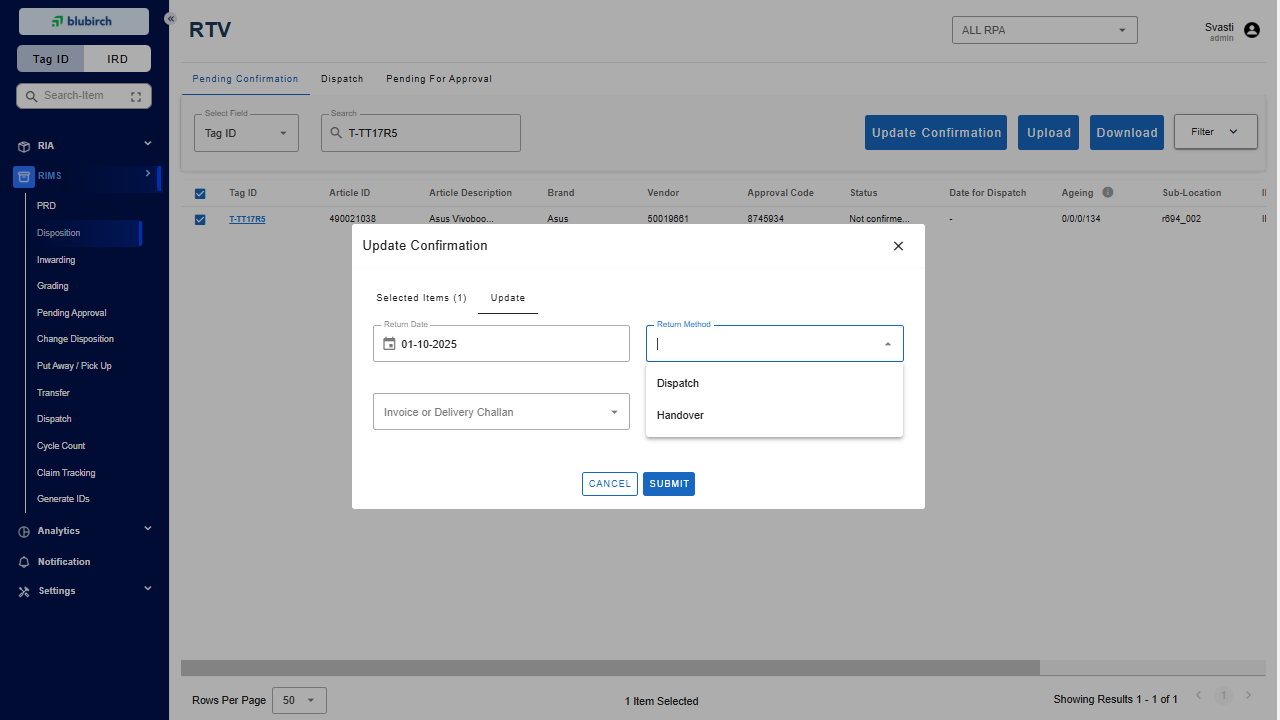 blubirch
Tag ID IRD
Search-Item
RIA
RIMS
PRD
Disposition
Inwarding
Grading
Pending Approval
Change Disposition
Put Away / Pick Up
Transfer
Dispatch
Cycle Count
Claim Tracking
Generate IDs
Analytics
Notification
Settings
RTV
ALL RPA
Svasti
admin
Pending Confirmation Dispatch Pending For Approval
Select Field
Tag ID
Search
T-TT17R5
Update Confirmation Upload Download Filter
Tag ID Article ID Article Description Brand Vendor Approval Code Status Date for Dispatch Ageing Sub-Location
T-TT17R5 490021038 Asus Vivoboo... Asus 50019661 8745934 Not confirme... - 0/0/0/134 r694_002
Update Confirmation
Selected Items (1) Update
Return Date
01-10-2025
Return Method
Dispatch
Handover
Invoice or Delivery Challan
CANCEL SUBMIT
Rows Per Page 50
1 Item Selected
Showing Results 1 - 1 of 1
1